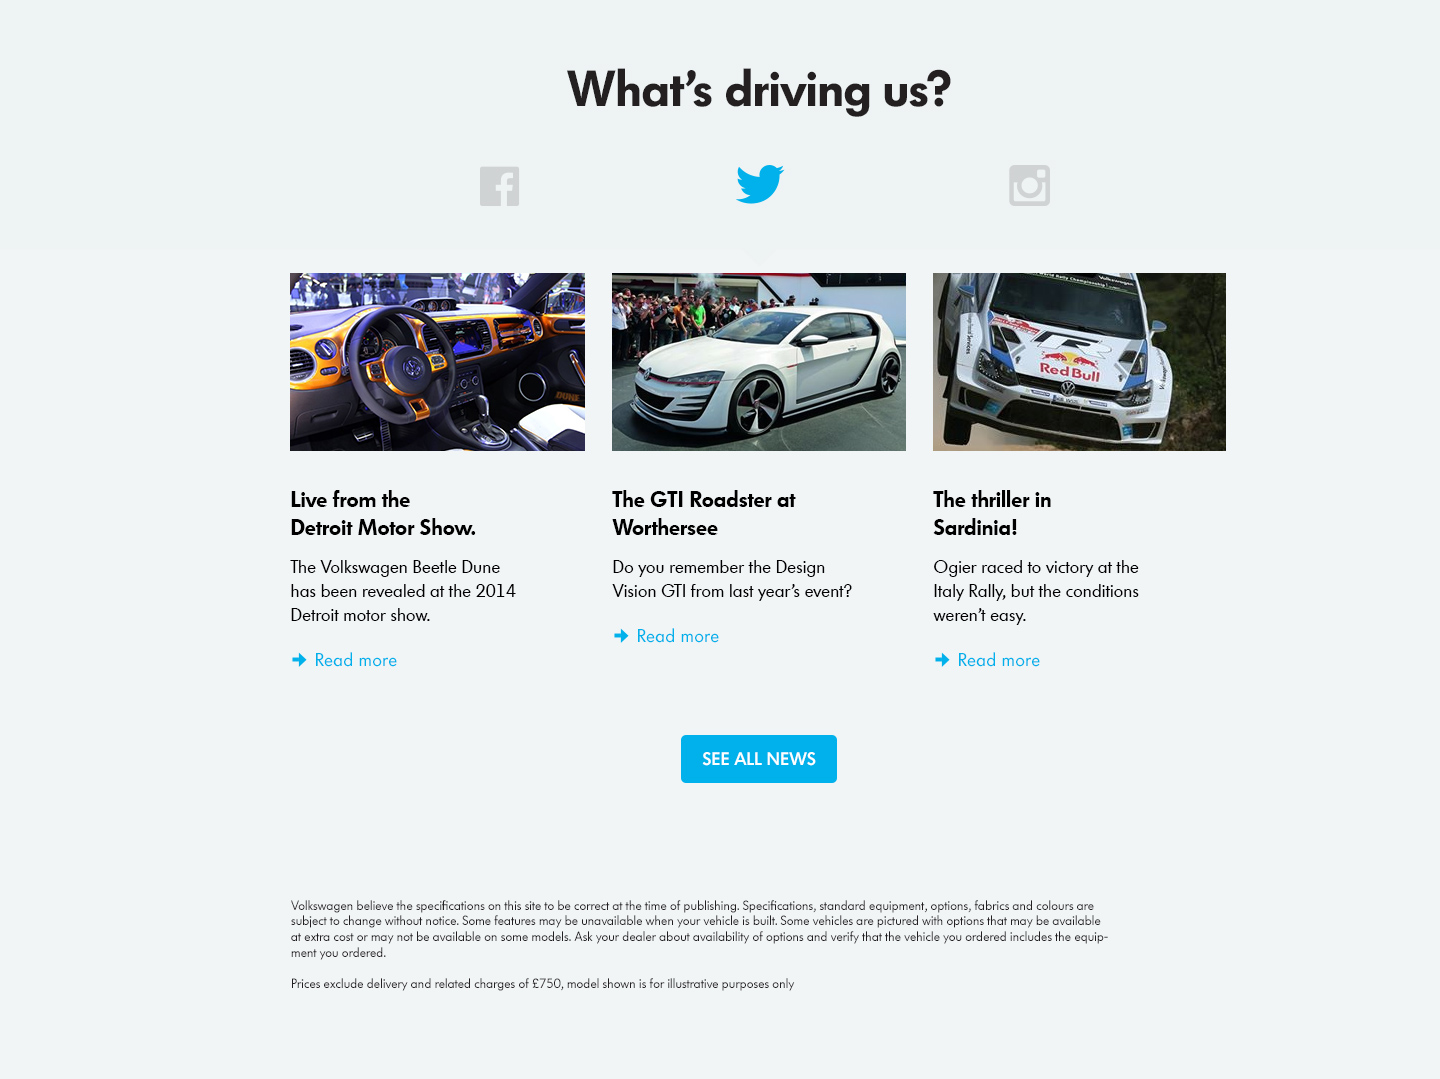 What’s driving us?
World Rally Championship
Volkswagen
R
Red Bull
Live from the
Detroit Motor Show.
The Volkswagen Beetle Dune
has been revealed at the 2014
Detroit motor show.
Read more
The GTI Roadster at
Worthersee
Do you remember the Design
Vision GTI from last year’s event?
Read more
The thriller in
Sardinia!
Ogier raced to victory at the
Italy Rally, but the conditions
weren’t easy.
Read more
SEE ALL NEWS
Volkswagen believe the specifications on this site to be correct at the time of publishing. Specifications, standard equipment, options, fabrics and colours are
subject to change without notice. Some features may be unavailable when your vehicle is built. Some vehicles are pictured with options that may be available
at extra cost or may not be available on some models. Ask your dealer about availability of options and verify that the vehicle you ordered includes the equip-
ment you ordered.
Prices exclude delivery and related charges of £750, model shown is for illustrative purposes only